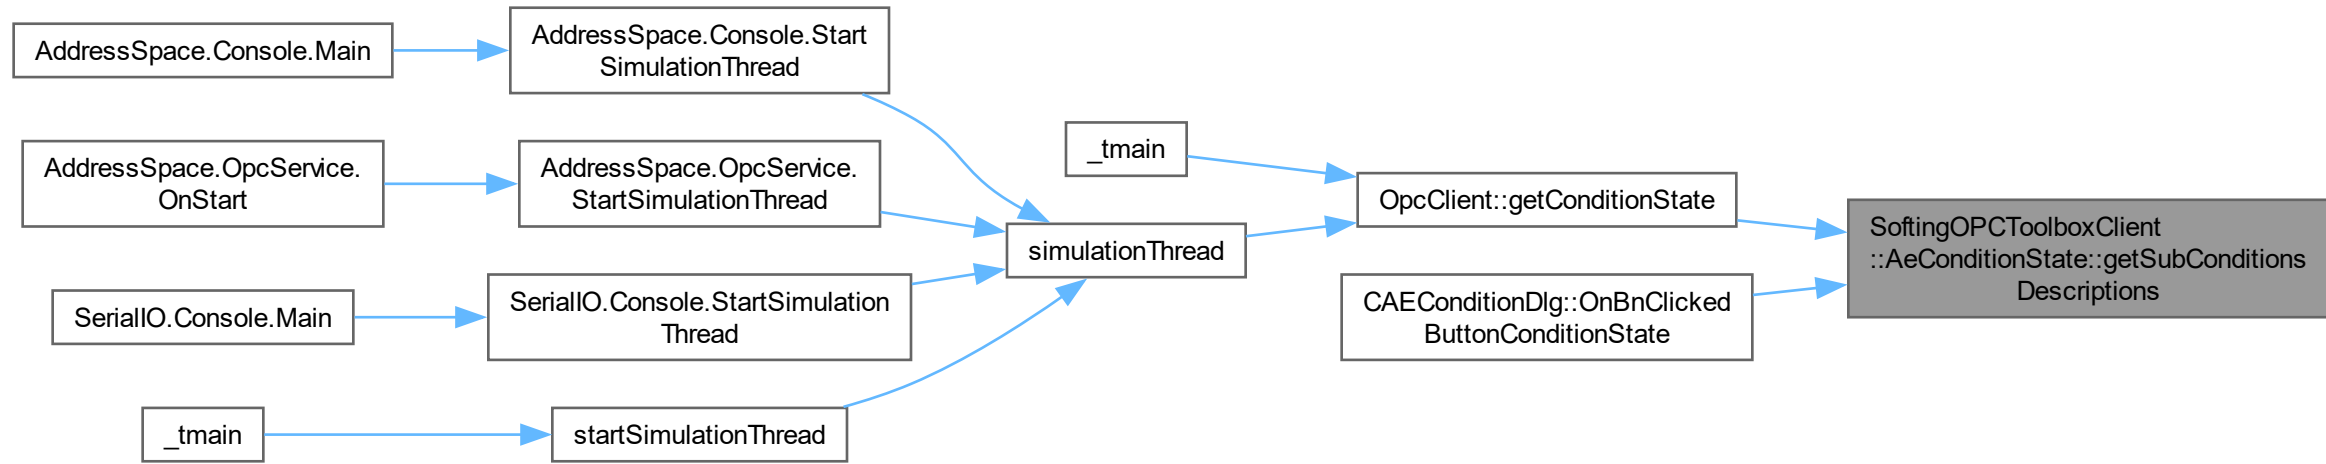 AddressSpace.Console.Main
AddressSpace.Console.Start
SimulationThread
AddressSpace.OpcService.
OnStart
AddressSpace.OpcService.
StartSimulationThread
SerialIO.Console.Main
SerialIO.Console.StartSimulation
Thread
_tmain
startSimulationThread
simulationThread
_tmain
OpcClient::getConditionState
CAEConditionDlg::OnBnClicked
ButtonConditionState
SoftingOPCToolboxClient
::AeConditionState::getSubConditions
Descriptions